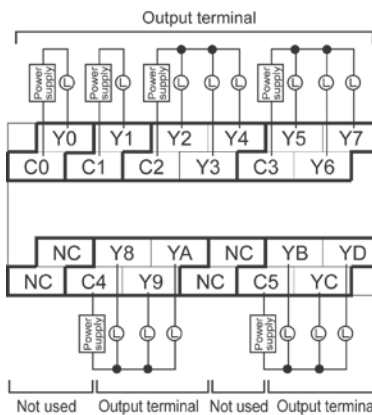 Output terminal
Power supply L Power supply L Power supply L L L Power supply L L L
Y0 Y1 Y2 Y4 Y5 Y7
C0 C1 C2 Y3 C3 Y6
NC Y8 YA NC YB YD
NC C4 Y9 NC C5 YC
Power supply L L L Power supply L L L
Not used Output terminal Not used Output terminal